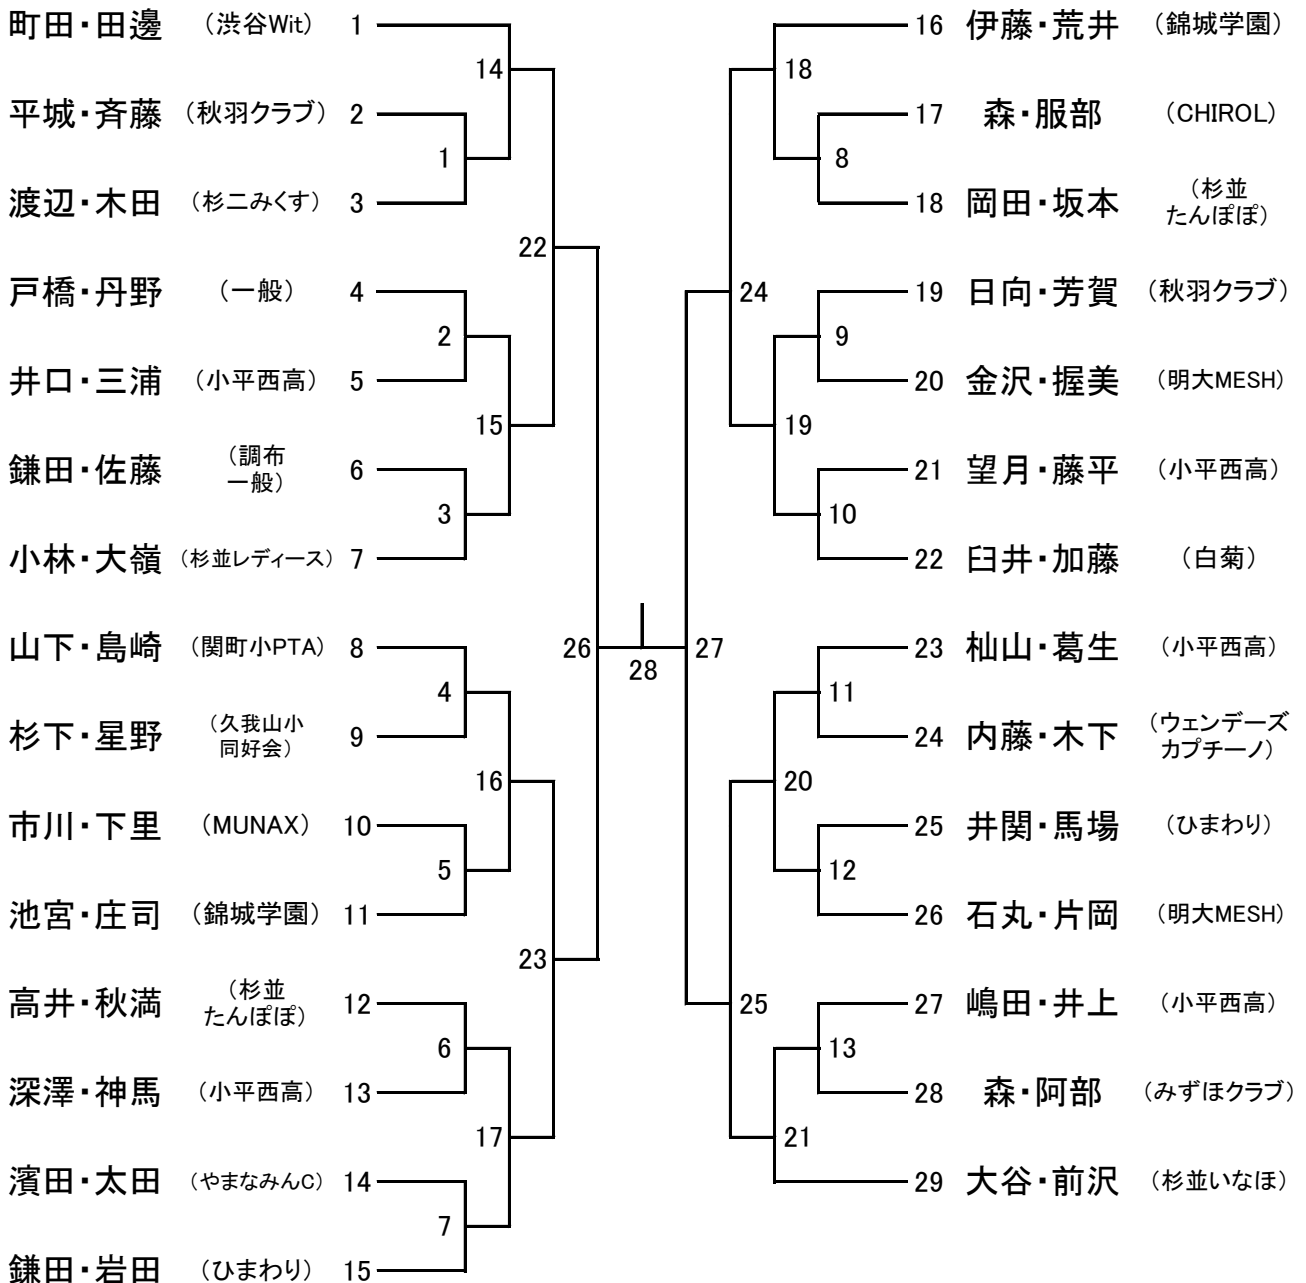 町田・田邊 （渋谷Wit） 1
14
平城・斉藤 （秋羽クラブ） 2
1
渡辺・木田 （杉二みくす） 3
22
戸橋・丹野 （一般） 4
2
井口・三浦 （小平西高） 5
15
鎌田・佐藤 （調布
一般） 6
3
小林・大嶺 （杉並レディース） 7
26
山下・島崎 （関町小PTA） 8
4
杉下・星野 （久我山小
同好会） 9
16
市川・下里 （MUNAX） 10
5
池宮・庄司 （錦城学園） 11
23
高井・秋満 （杉並
たんぽぽ） 12
6
深澤・神馬 （小平西高） 13
17
濱田・太田 （やまなみんC） 14
7
鎌田・岩田 （ひまわり） 15
28
16 伊藤・荒井 （錦城学園）
18
17 森・服部 （CHIROL）
8
18 岡田・坂本 （杉並
たんぽぽ）
24
19 日向・芳賀 （秋羽クラブ）
9
20 金沢・握美 （明大MESH）
19
21 望月・藤平 （小平西高）
10
22 臼井・加藤 （白菊）
27
23 杣山・葛生 （小平西高）
11
24 内藤・木下 （ウェンデーズ
カプチーノ）
20
25 井関・馬場 （ひまわり）
12
26 石丸・片岡 （明大MESH）
25
27 嶋田・井上 （小平西高）
13
28 森・阿部 （みずほクラブ）
21
29 大谷・前沢 （杉並いなほ）